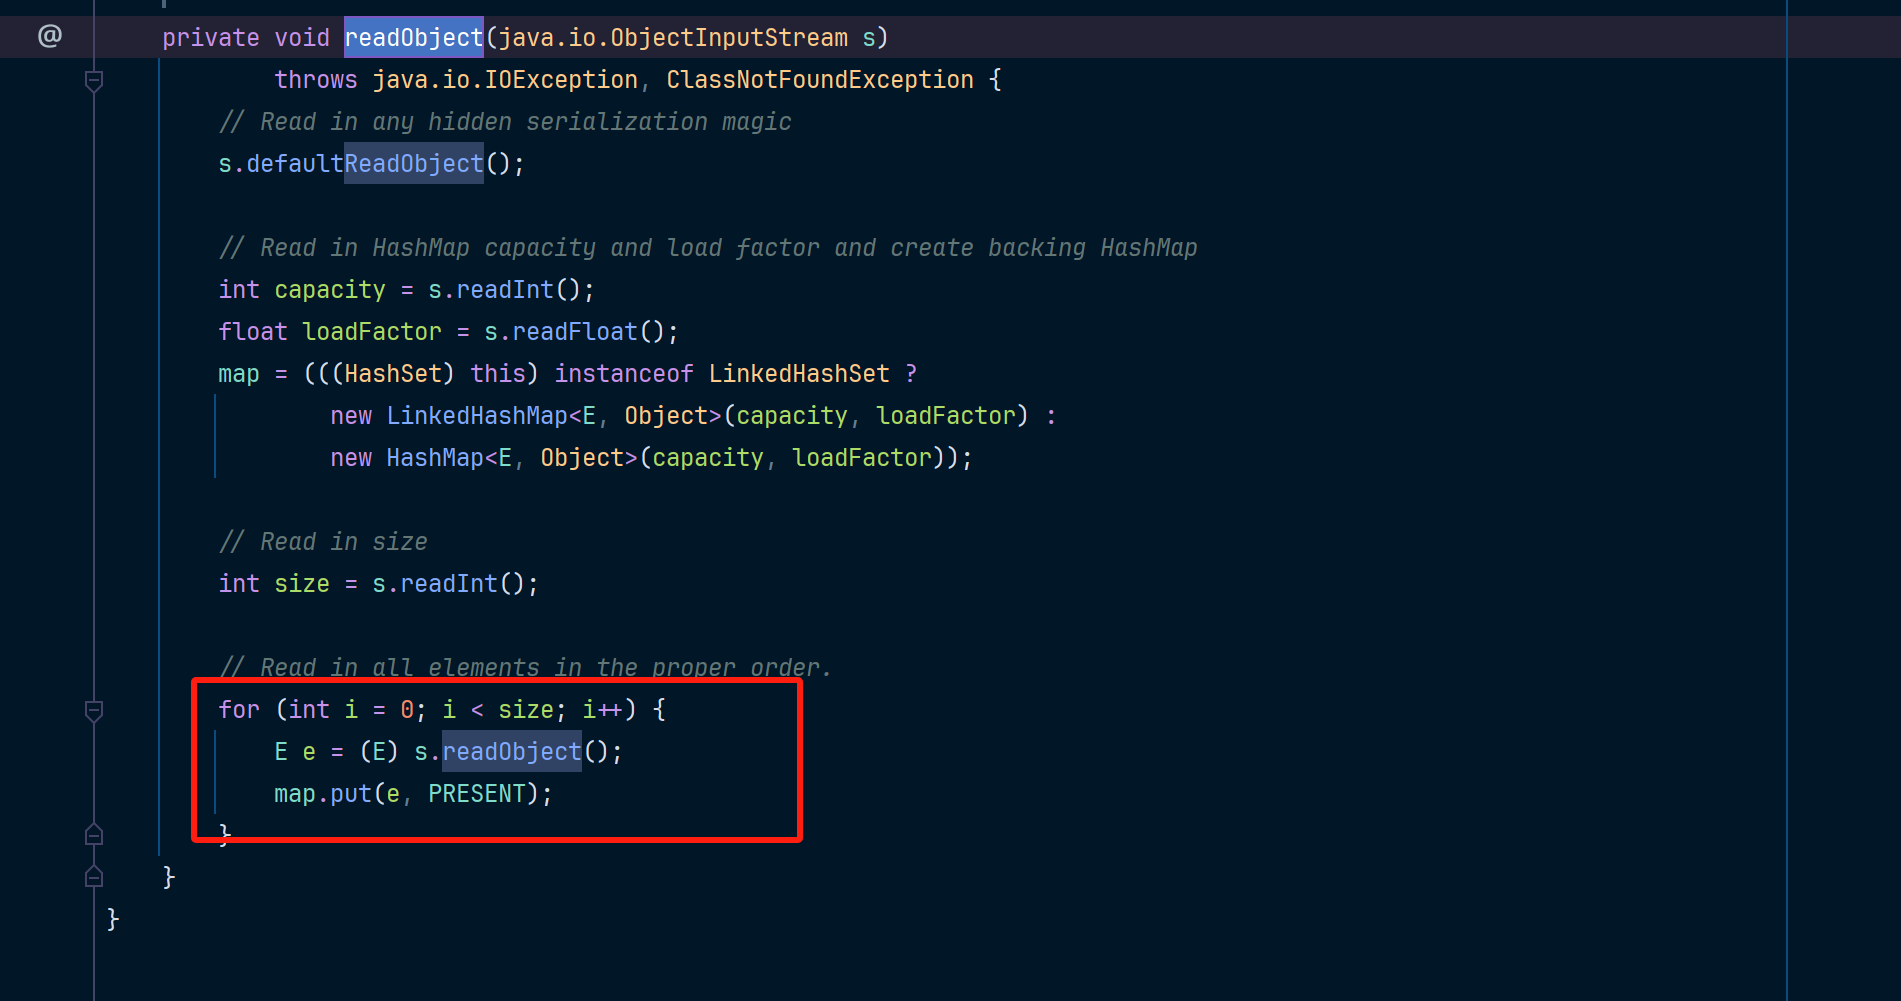 @ private void readObject(java.io.ObjectInputStream s)
throws java.io.IOException, ClassNotFoundException {
// Read in any hidden serialization magic
s.defaultReadObject();
// Read in HashMap capacity and load factor and create backing HashMap
int capacity = s.readInt();
float loadFactor = s.readFloat();
map = (((HashSet) this) instanceof LinkedHashSet ?
new LinkedHashMap<E, Object>(capacity, loadFactor) :
new HashMap<E, Object>(capacity, loadFactor));
// Read in size
int size = s.readInt();
// Read in all elements in the proper order.
for (int i = 0; i < size; i++) {
E e = (E) s.readObject();
map.put(e, PRESENT);
}
}
}